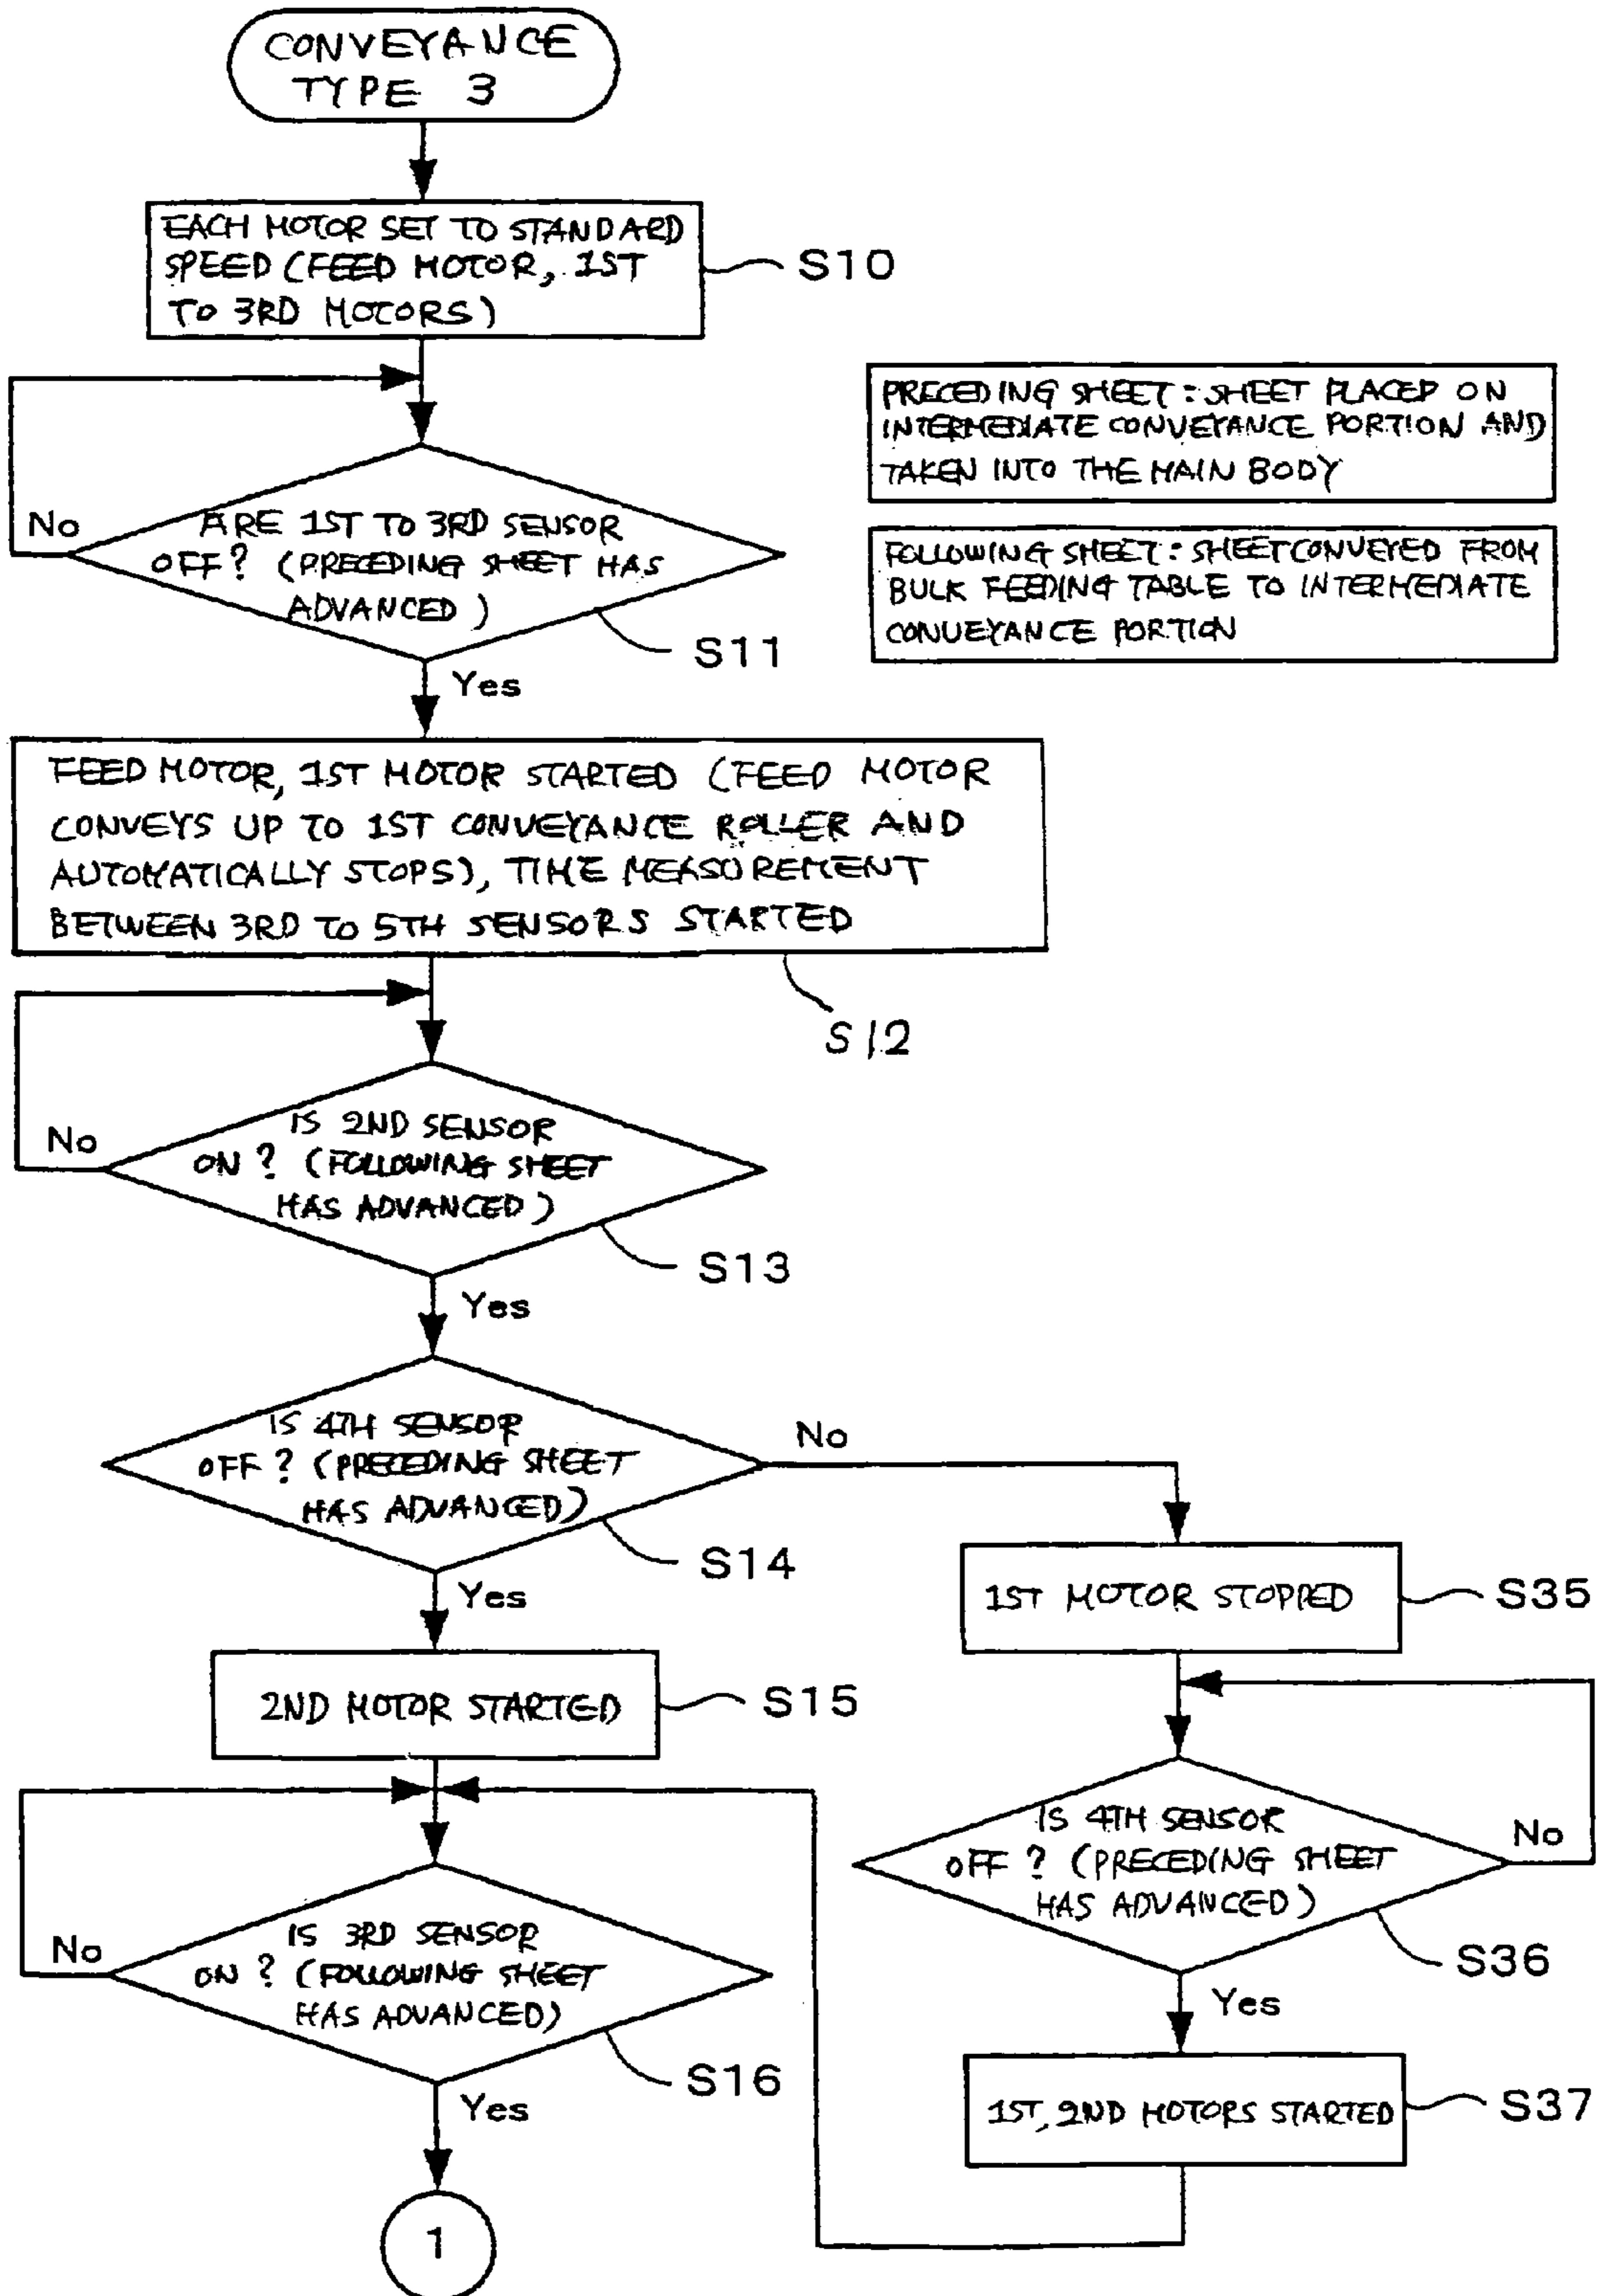 CONVEYANCE
TYPE 3
EACH MOTOR SET TO STANDARD
SPEED (FEED MOTOR, 1ST
TO 3RD MOTORS)
S10
PRECEDING SHEET : SHEET PLACED ON
INTERMEDIATE CONVEYANCE PORTION AND
TAKEN INTO THE MAIN BODY
No
ARE 1ST TO 3RD SENSOR
OFF? (PRECEDING SHEET HAS
ADVANCED)
S11
FOLLOWING SHEET : SHEET CONVEYED FROM
BULK FEEDING TABLE TO INTERMEDIATE
CONVEYANCE PORTION
Yes
FEED MOTOR, 1ST MOTOR STARTED (FEED MOTOR
CONVEYS UP TO 1ST CONVEYANCE ROLLER AND
AUTOMATICALLY STOPS), TIME MEASUREMENT
BETWEEN 3RD TO 5TH SENSORS STARTED
S12
No
IS 2ND SENSOR
ON ? (FOLLOWING SHEET
HAS ADVANCED)
S13
Yes
IS 4TH SENSOR
OFF ? (PRECEDING SHEET
HAS ADVANCED)
No
S14
Yes
1ST MOTOR STOPPED
S35
2ND MOTOR STARTED
S15
IS 4TH SENSOR
OFF ? (PRECEDING SHEET
HAS ADVANCED)
No
S36
No
IS 3RD SENSOR
ON ? (FOLLOWING SHEET
HAS ADVANCED)
S16
Yes
Yes
1ST, 2ND MOTORS STARTED
S37
1